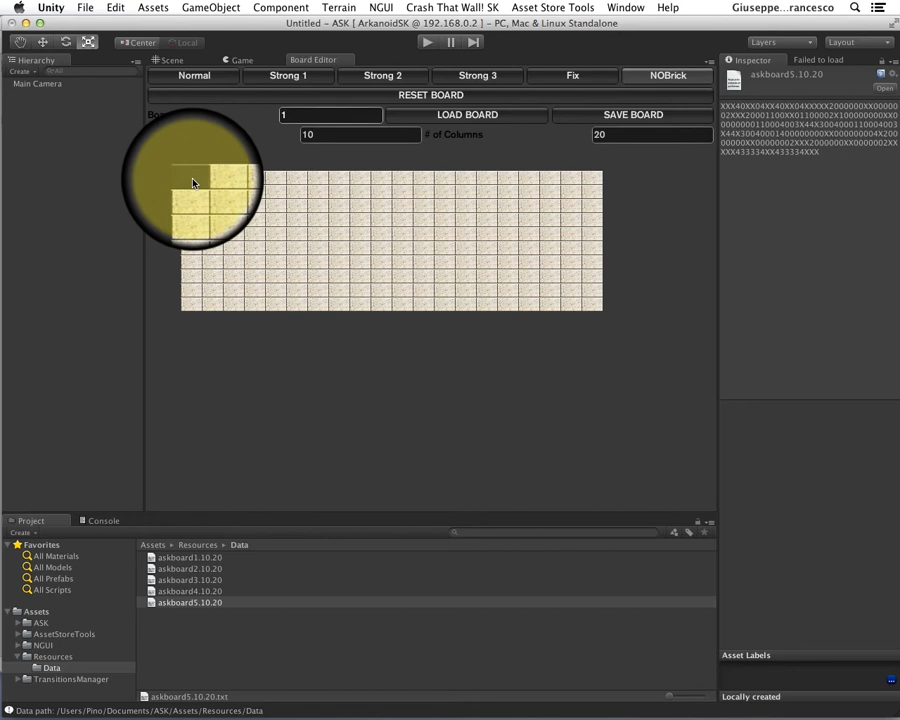 Unity File Edit Assets GameObject Component Terrain NGUI Crash That Wall! SK Asset Store Tools Window Help Giuseppe...rancesco
Untitled - ASK [ ArkanoidSK @ 192.168.0.2 ] - PC, Mac & Linux Standalone
Center Local Layers Layout
Hierarchy Scene Game Board Editor Inspector Failed to load
Create All
Main Camera
Normal Strong 1 Strong 2 Strong 3 Fix NOBrick
askboard5.10.20
Open
RESET BOARD
1 LOAD BOARD SAVE BOARD
10 # of Columns 20
XXX40XX04XX40XX04XXXXX2000000XX00000
02XXX20001100XX01100002X10000000XX00
0000000110004003X44X3004000110004003
X44X3004000140000000XX000000004X2000
00000XX00000002XXX2000000XX0000002XX
XXXX433334XX433334XXX
Project Console
Create
Favorites
All Materials
All Models
All Prefabs
All Scripts
Assets
ASK
AssetStoreTools
NGUI
Resources
Data
TransitionsManager
Assets Resources Data
askboard1.10.20
askboard2.10.20
askboard3.10.20
askboard4.10.20
askboard5.10.20
askboard5.10.20.txt
Asset Labels
Locally created
Data path: /Users/Pino/Documents/ASK/Assets/Resources/Data